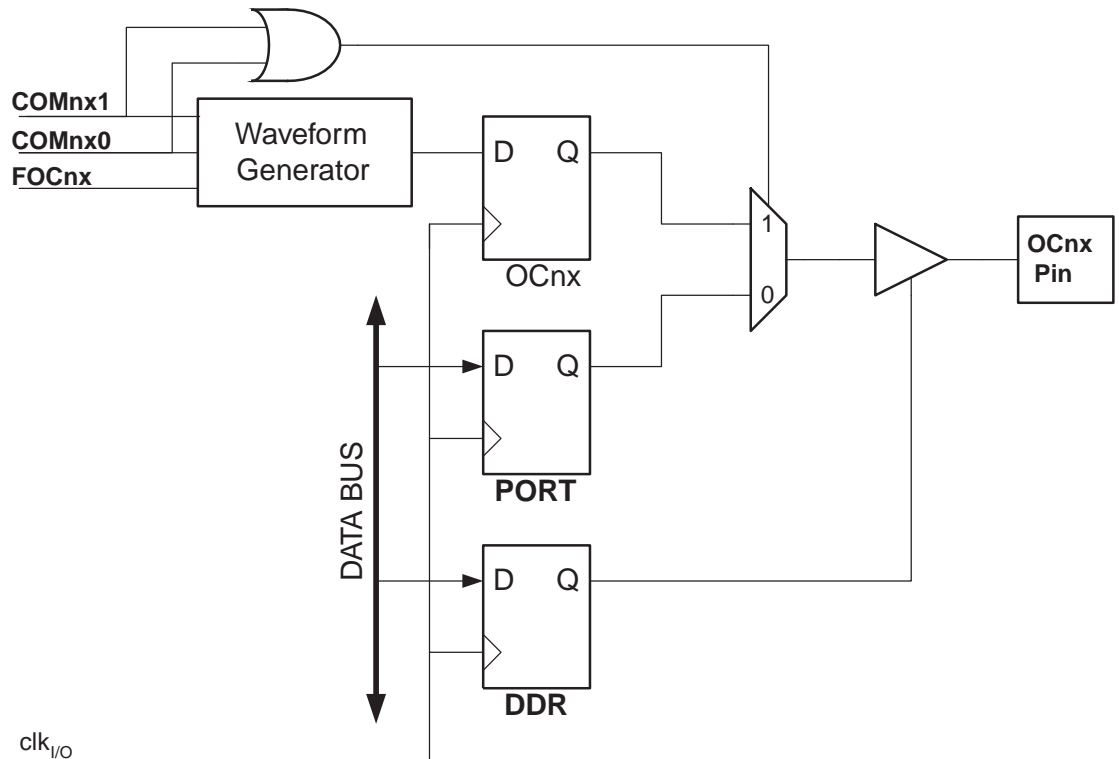 COMnx1
COMnx0
FOCnx
Waveform
Generator
D Q
OCnx
1
0
OCnx
Pin
D Q
PORT
DATA BUS
D Q
DDR
clkI/O